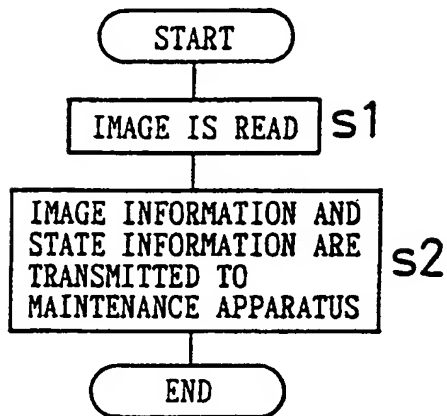 START
IMAGE IS READ s1
IMAGE INFORMATION AND
STATE INFORMATION ARE
TRANSMITTED TO
MAINTENANCE APPARATUS s2
END